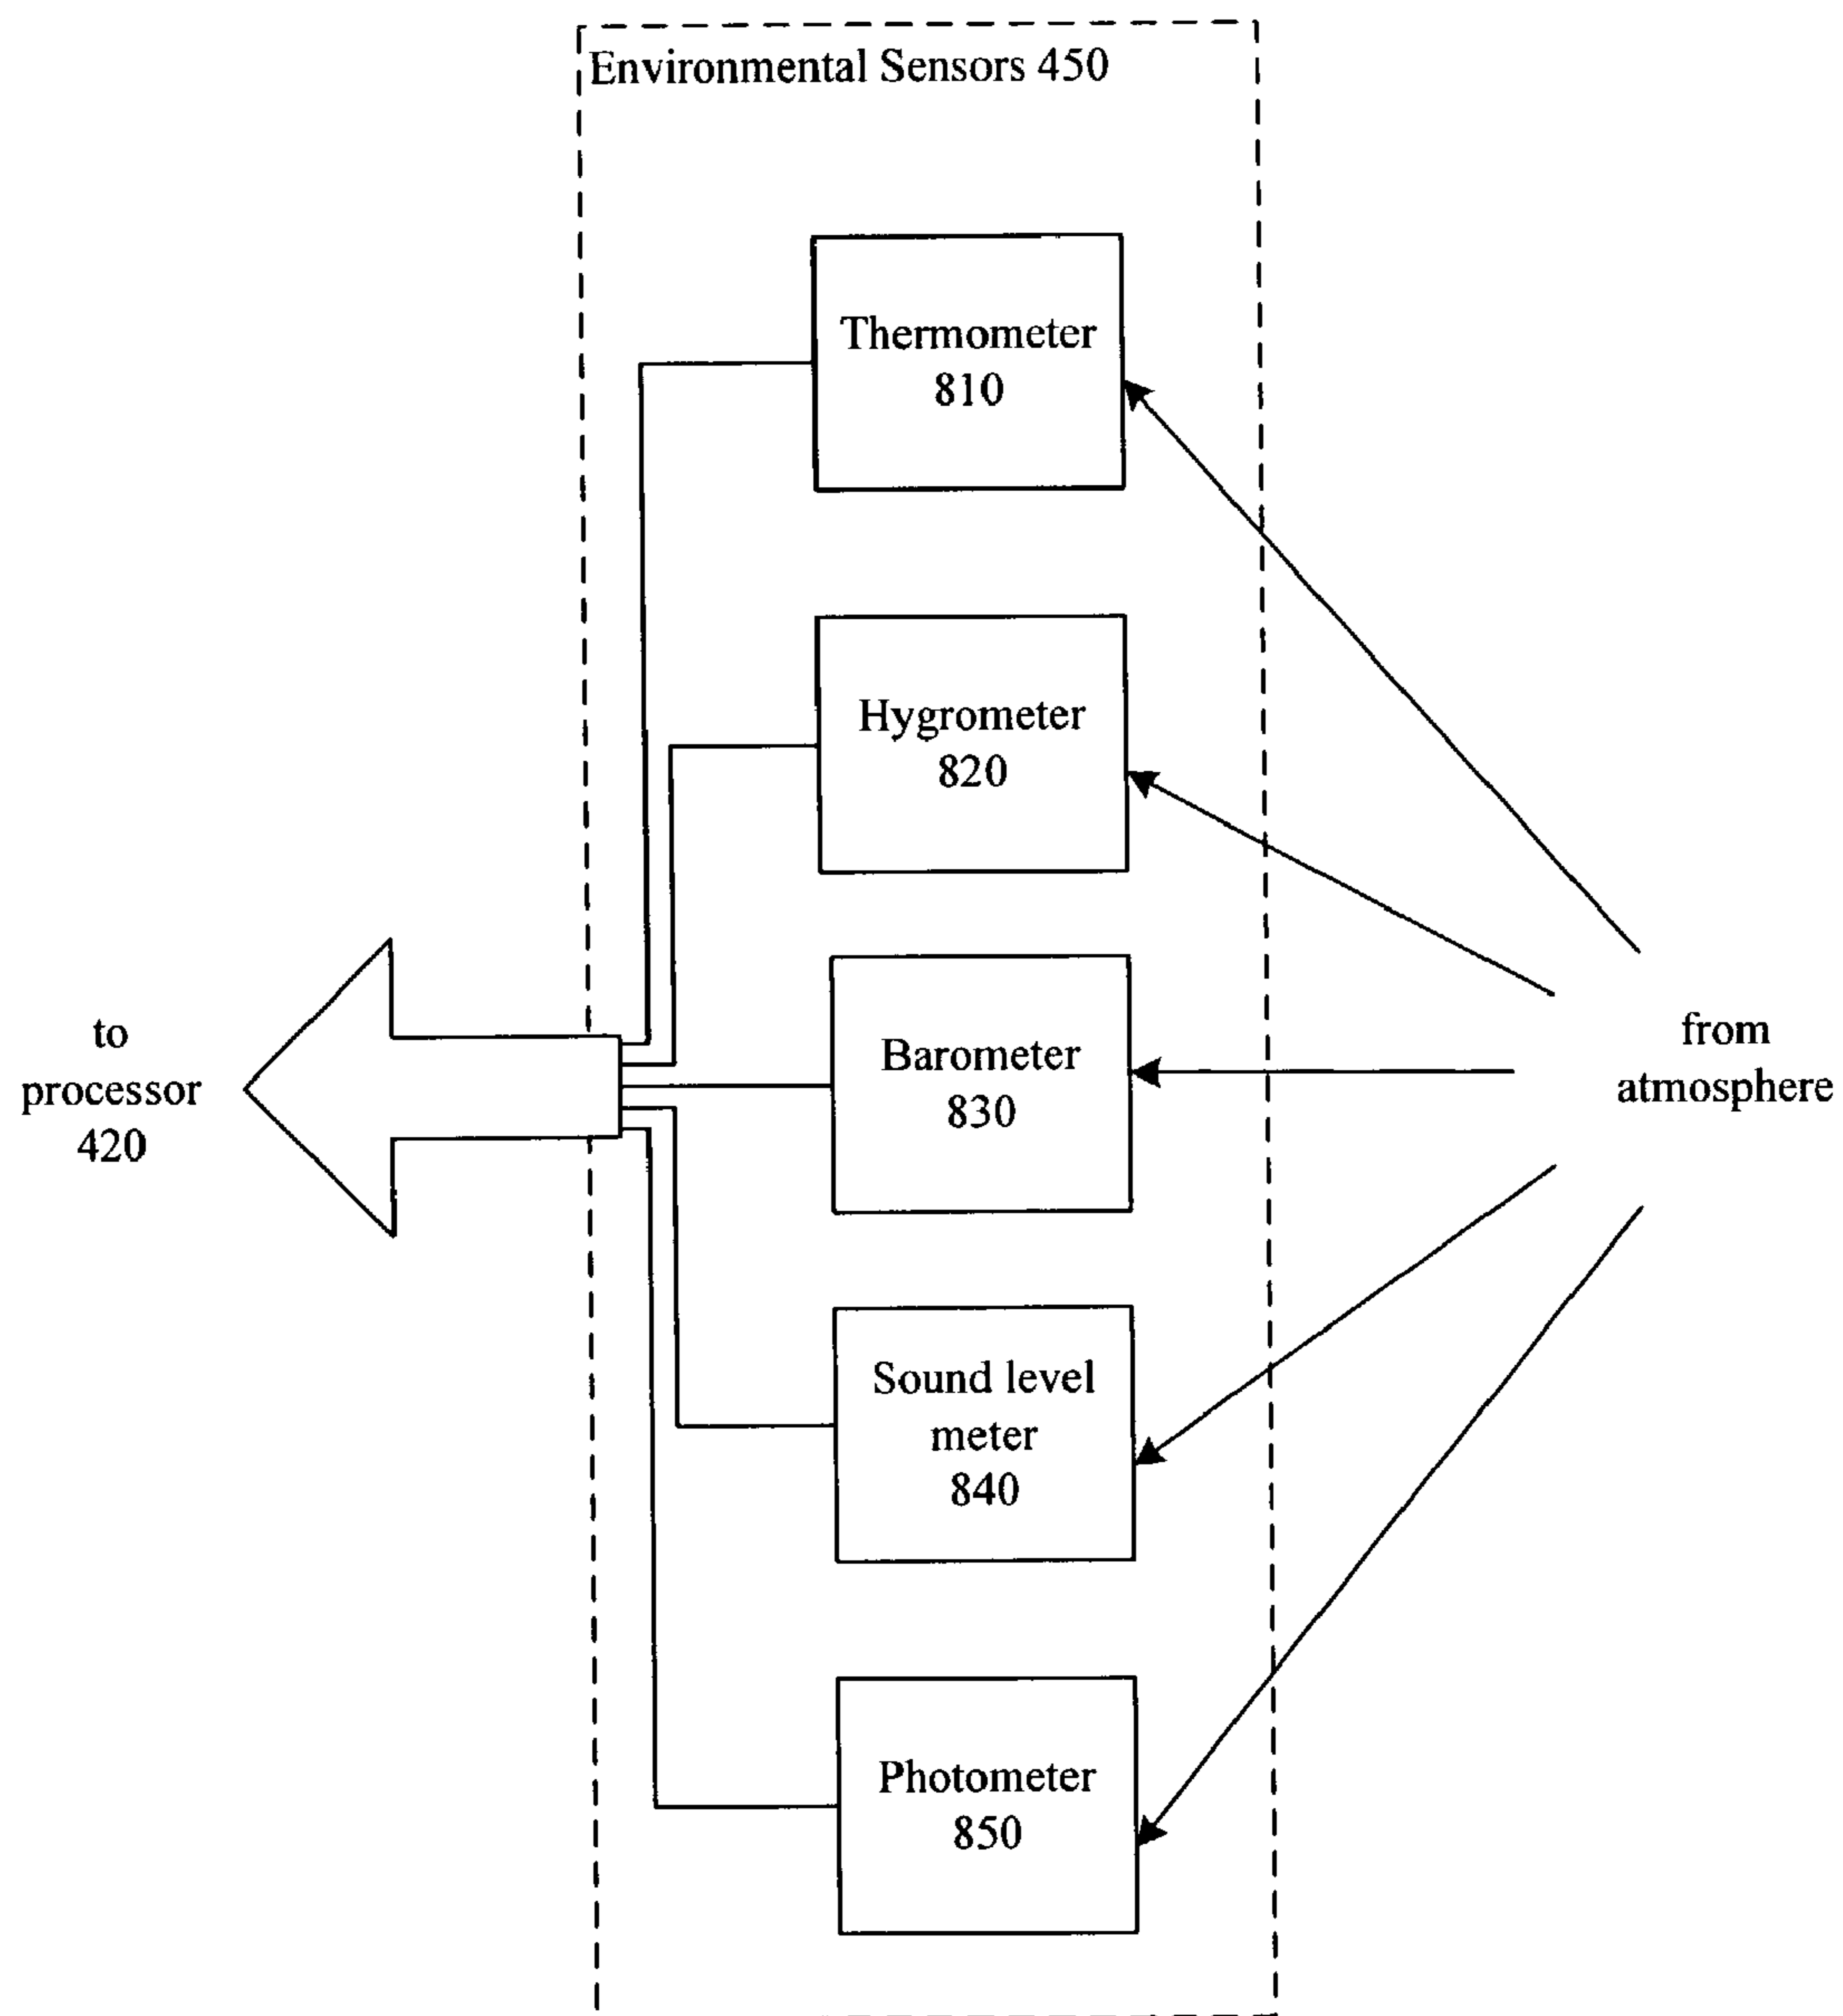 Environmental Sensors 450
Thermometer
810
Hygrometer
820
to
processor
420
Barometer
830
from
atmosphere
Sound level
meter
840
Photometer
850